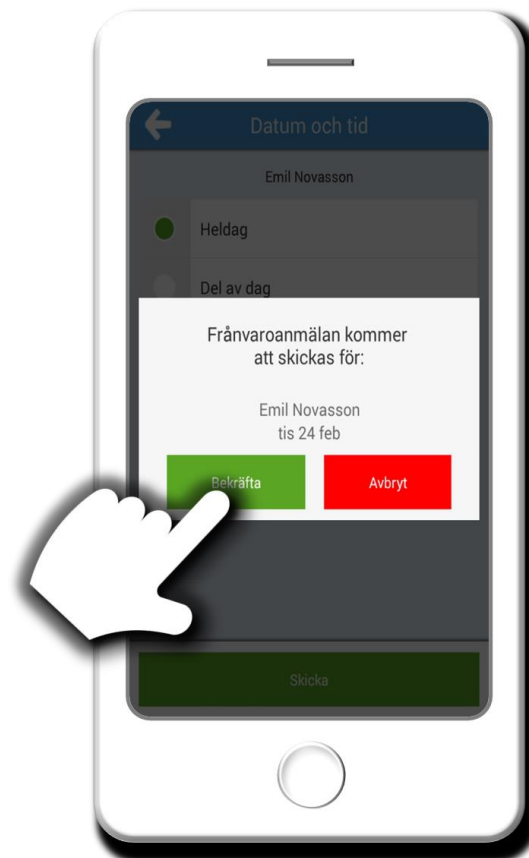 Datum och tid
Emil Novasson
Heldag
Del av dag
Frånvaroanmälan kommer
att skickas för:
Emil Novasson
tis 24 feb
Bekräfta
Avbryt
Skicka